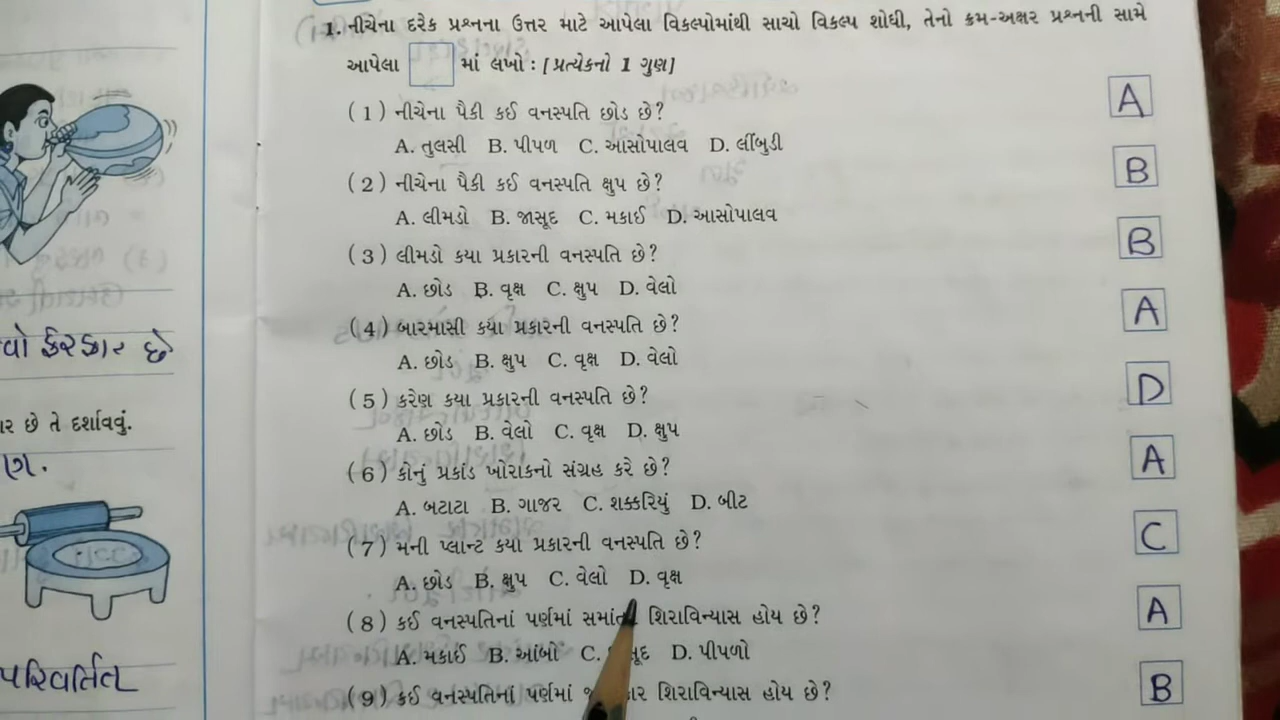 1. નીચેના દરેક પ્રશ્નના ઉત્તર માટે આપેલા વિકલ્પોમાંથી સાચો વિકલ્પ શોધી, તેનો ક્રમ-અક્ષર પ્રશ્નની સામે
આપેલા માં લખો : [પ્રત્યેકનો 1 ગુણ]
(1) નીચેના પૈકી કઈ વનસ્પતિ છોડ છે? A
A. તુલસી B. પીપળ C. આસોપાલવ D. લીંબુડી
(2) નીચેના પૈકી કઈ વનસ્પતિ ક્ષુપ છે? B
A. લીમડો B. જાસૂદ C. મકાઈ D. આસોપાલવ
(3) લીમડો કયા પ્રકારની વનસ્પતિ છે? B
A. છોડ B. વૃક્ષ C. ક્ષુપ D. વેલો
(4) બારમાસી કયા પ્રકારની વનસ્પતિ છે? A
A. છોડ B. ક્ષુપ C. વૃક્ષ D. વેલો
(5) કરેણ કયા પ્રકારની વનસ્પતિ છે? D
A. છોડ B. વેલો C. વૃક્ષ D. ક્ષુપ
(6) કોનું પ્રકાંડ ખોરાકનો સંગ્રહ કરે છે? A
A. બટાટા B. ગાજર C. શક્કરિયું D. બીટ
(7) મની પ્લાન્ટ કયા પ્રકારની વનસ્પતિ છે? C
A. છોડ B. ક્ષુપ C. વેલો D. વૃક્ષ
(8) કઈ વનસ્પતિનાં પર્ણમાં શિરાવિન્યાસ હોય છે? A
A. મકાઈ B. આંબો C. D. પીપળો
(9) કઈ વનસ્પતિનાં પર્ણમાં શિરાવિન્યાસ હોય છે? B
છે
છે તે દર્શાવવું.
પરિવર્તિત